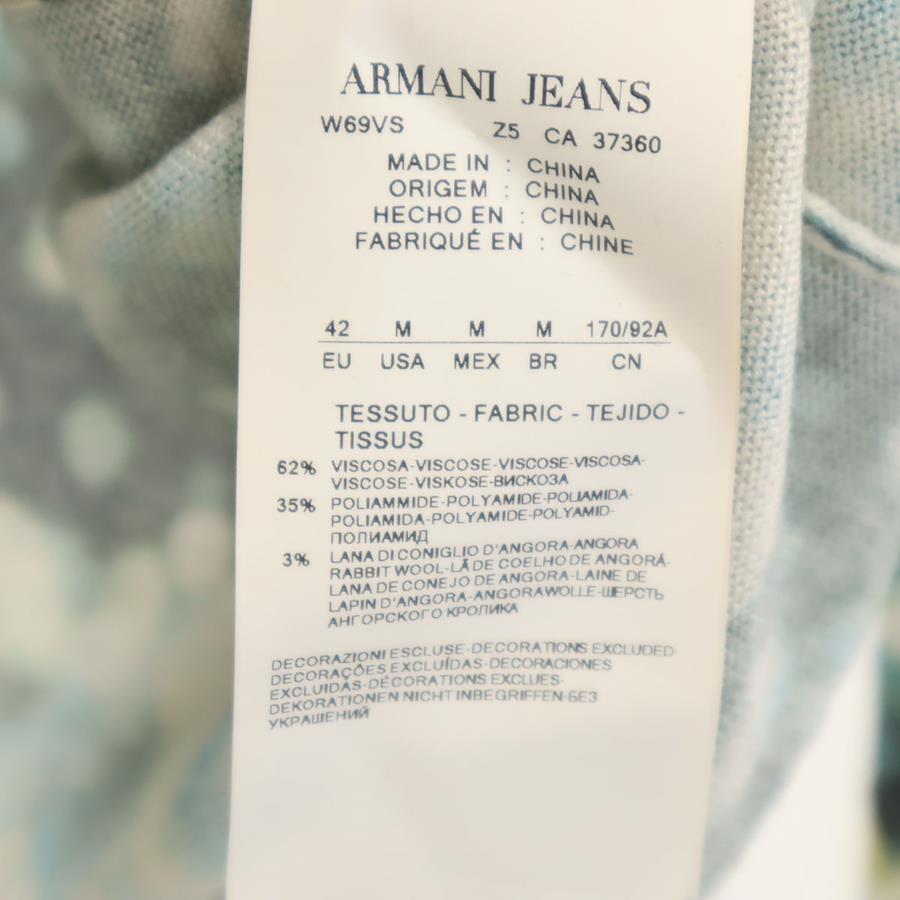 ARMANI JEANS
W69VS Z5 CA 37360
MADE IN : CHINA
ORIGEM : CHINA
HECHO EN : CHINA
FABRIQUÉ EN : CHINE
42 M M M 170/92A
EU USA MEX BR CN
TESSUTO - FABRIC - TEJIDO -
TISSUS
62% VISCOSA-VISCOSE-VISCOSE-VISCOSA-
VISCOSE-VISKOSE-ВИСКОЗА
35% POLIAMMIDE-POLYAMIDE-POLIAMIDA-
POLIAMIDA-POLYAMIDE-POLYAMID-
ПОЛИАМИД
3% LANA DI CONIGLIO D'ANGORA-ANGORA
RABBIT WOOL-LÃ DE COELHO DE ANGORÁ-
LANA DE CONEJO DE ANGORA-LAINE DE
LAPIN D'ANGORA-ANGORAWOLLE-ШЕРСТЬ
АНГОРСКОГО КРОЛИКА
DECORAZIONI ESCLUSE-DECORATIONS EXCLUDED-
DECORAÇÕES EXCLUÍDAS-DECORACIONES
EXCLUIDAS-DÉCORATIONS EXCLUES-
DEKORATIONEN NICHT INBEGRIFFEN-БЕЗ
УКРАШЕНИЙ